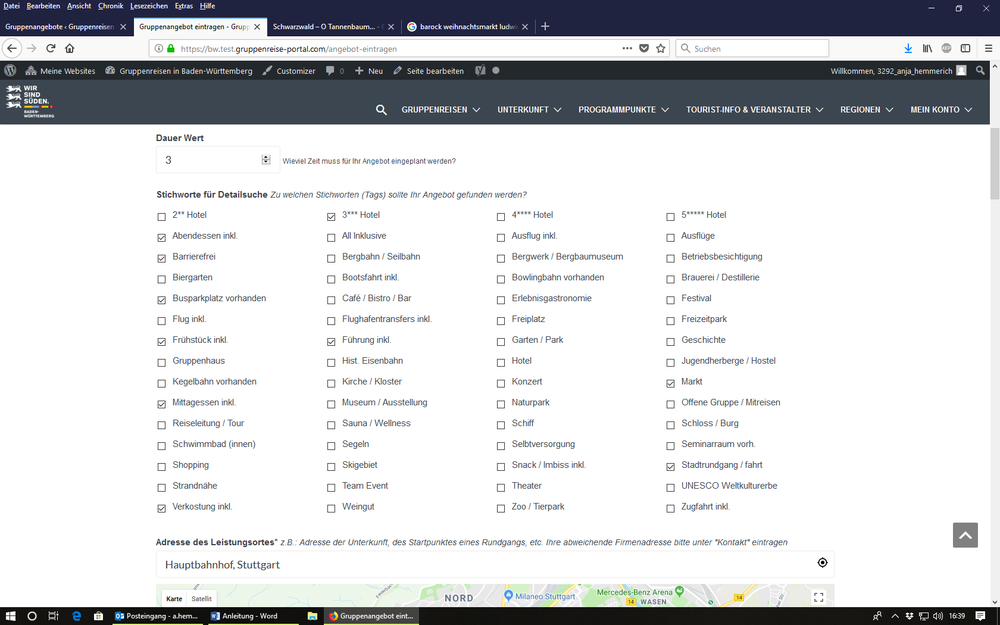 Datei Bearbeiten Ansicht Chronik Lesezeichen Extras Hilfe
Gruppenangebote ‹ Gruppenreisen
Gruppenangebot eintragen - Grupp
Schwarzwald – O Tannenbaum... -
barock weihnachtsmarkt ludwi
https://bw.test.gruppenreise-portal.com/angebot-eintragen
Suchen
Meine Websites Gruppenreisen in Baden-Württemberg Customizer 0 Neu Seite bearbeiten Willkommen, 3292_anja_hemmerich
WIR
SIND
SÜDEN.
BADEN-
WÜRTTEMBERG
GRUPPENREISEN UNTERKUNFT PROGRAMMPUNKTE TOURIST-INFO & VERANSTALTER REGIONEN MEIN KONTO
Dauer Wert
3 Wieviel Zeit muss für Ihr Angebot eingeplant werden?
Stichworte für Detailsuche Zu welchen Stichworten (Tags) sollte Ihr Angebot gefunden werden?
2** Hotel 3*** Hotel 4**** Hotel 5***** Hotel
Abendessen inkl. All Inklusive Ausflug inkl. Ausflüge
Barrierefrei Bergbahn / Seilbahn Bergwerk / Bergbaumuseum Betriebsbesichtigung
Biergarten Bootsfahrt inkl. Bowlingbahn vorhanden Brauerei / Destillerie
Busparkplatz vorhanden Café / Bistro / Bar Erlebnisgastronomie Festival
Flug inkl. Flughafentransfers inkl. Freiplatz Freizeitpark
Frühstück inkl. Führung inkl. Garten / Park Geschichte
Gruppenhaus Hist. Eisenbahn Hotel Jugendherberge / Hostel
Kegelbahn vorhanden Kirche / Kloster Konzert Markt
Mittagessen inkl. Museum / Ausstellung Naturpark Offene Gruppe / Mitreisen
Reiseleitung / Tour Sauna / Wellness Schiff Schloss / Burg
Schwimmbad (innen) Segeln Selbtversorgung Seminarraum vorh.
Shopping Skigebiet Snack / Imbiss inkl. Stadtrundgang / fahrt
Strandnähe Team Event Theater UNESCO Weltkulturerbe
Verkostung inkl. Weingut Zoo / Tierpark Zugfahrt inkl.
Adresse des Leistungsortes* z.B.: Adresse der Unterkunft, des Startpunktes eines Rundgangs, etc. Ihre abweichende Firmenadresse bitte unter "Kontakt" eintragen
Hauptbahnhof, Stuttgart
Karte Satellit
NORD
Milaneo Stuttgart
Mercedes-Benz Arena
14 WASEN
14
Posteingang - a.hem...
Anleitung - Word
Gruppenangebot eint...
16:39